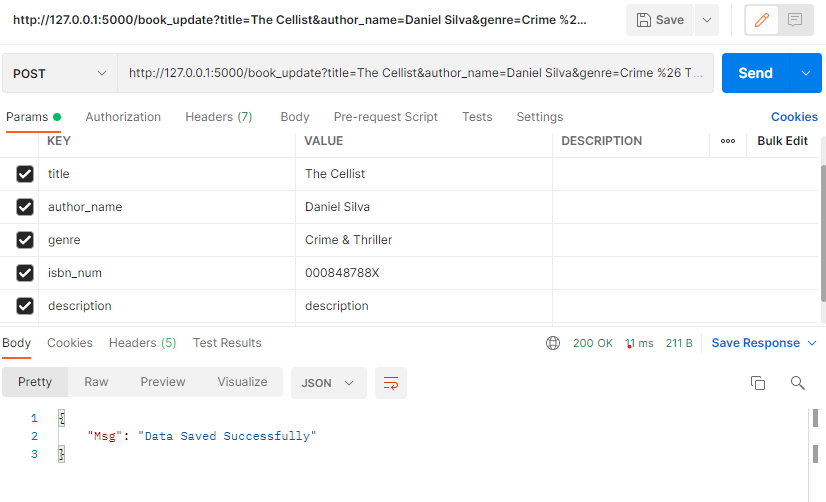 http://127.0.0.1:5000/book_update?title=The Cellist&author_name=Daniel Silva&genre=Crime %2...
Save
POST
http://127.0.0.1:5000/book_update?title=The Cellist&author_name=Daniel Silva&genre=Crime %26 T...
Send
Params Authorization Headers (7) Body Pre-request Script Tests Settings Cookies
KEY VALUE DESCRIPTION ooo Bulk Edit
title The Cellist
author_name Daniel Silva
genre Crime & Thriller
isbn_num 000848788X
description description
Body Cookies Headers (5) Test Results 200 OK 11 ms 211 B Save Response
Pretty Raw Preview Visualize JSON
1 {
2 "Msg": "Data Saved Successfully"
3 }